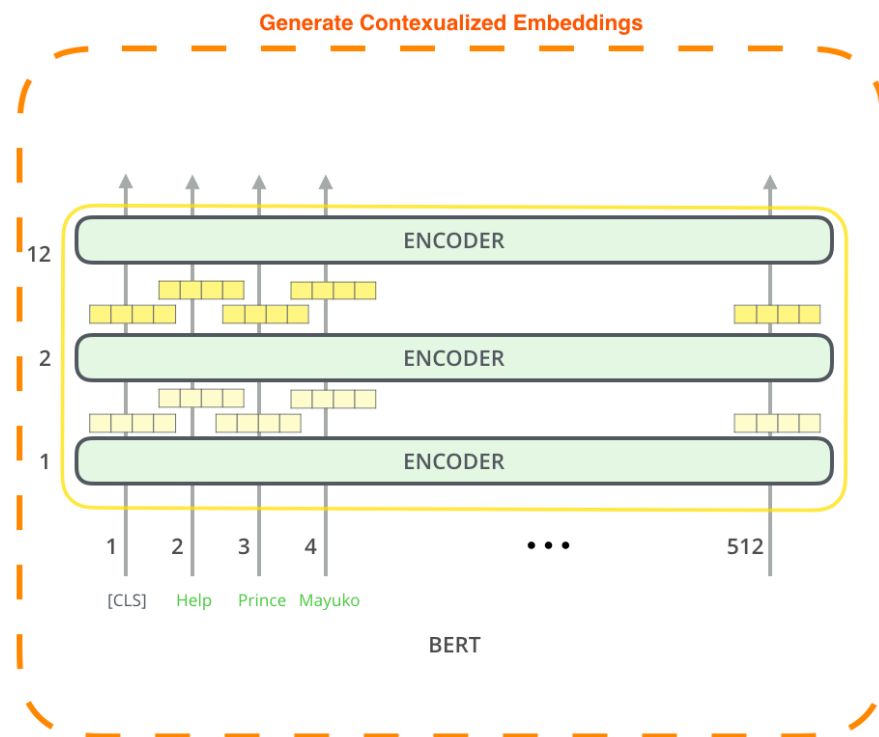 Generate Contexualized Embeddings
12 ENCODER
2 ENCODER
1 ENCODER
1 2 3 4 ••• 512
[CLS] Help Prince Mayuko
BERT